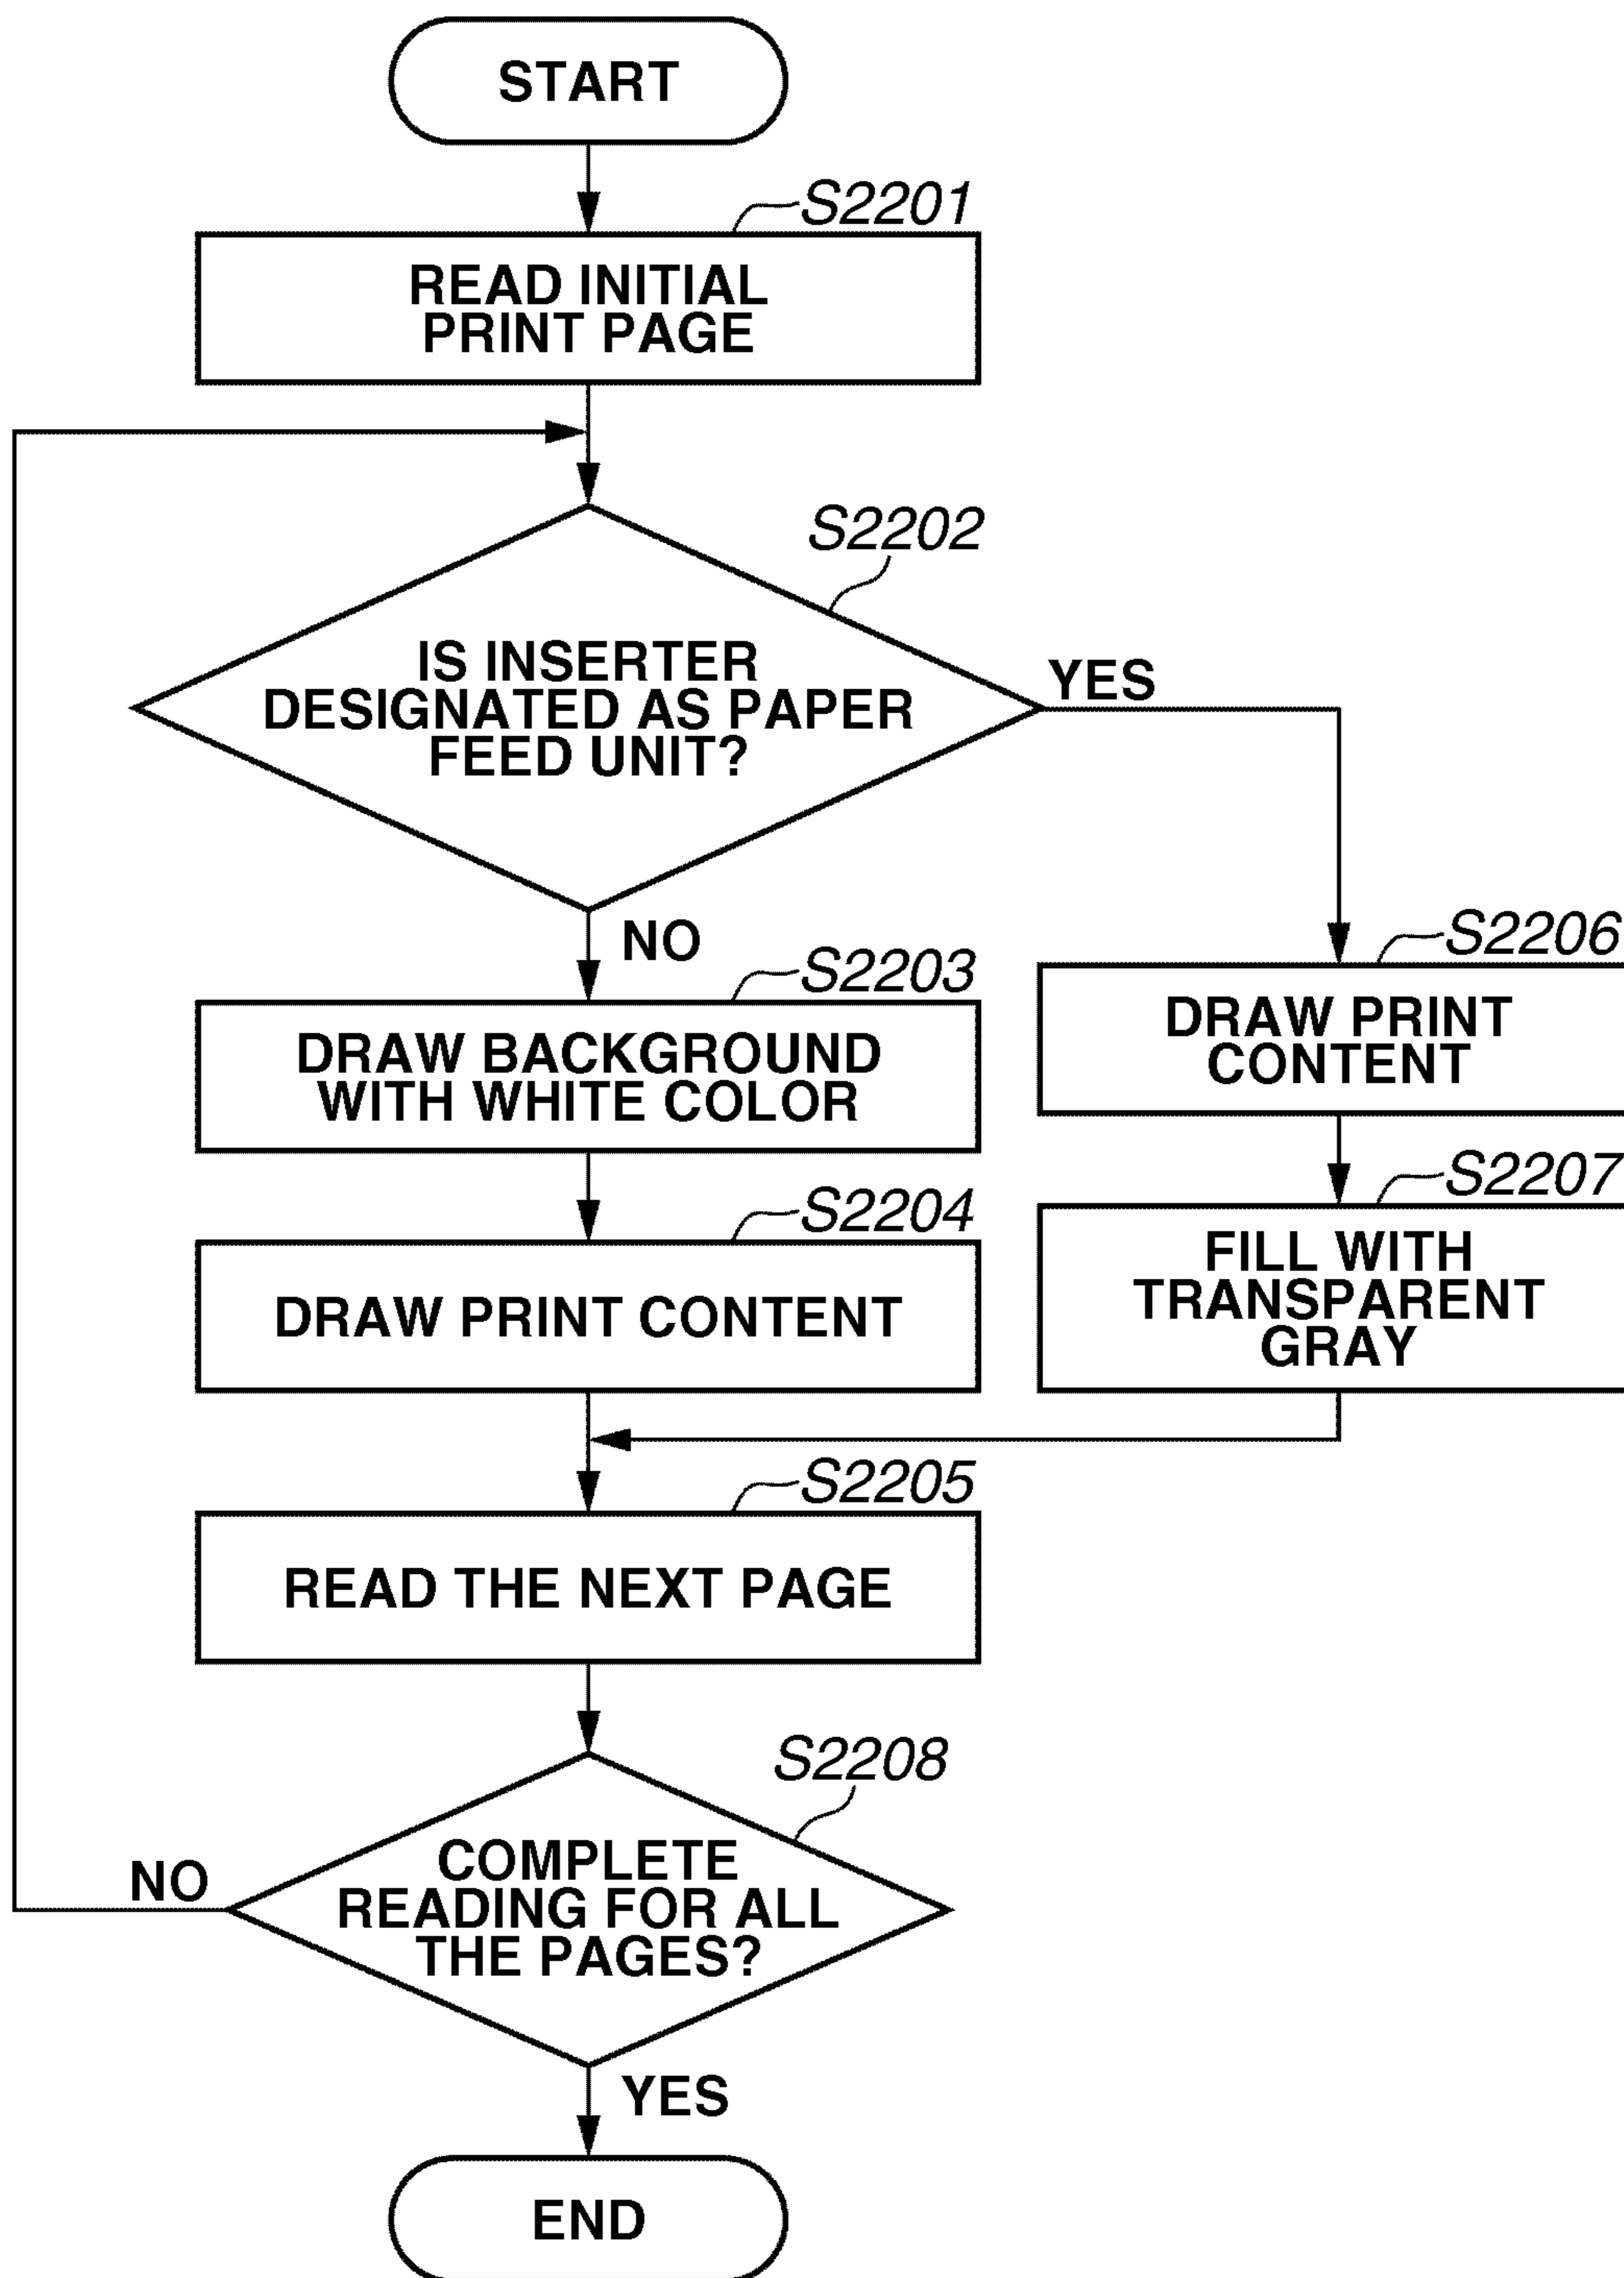 START
S2201
READ INITIAL
PRINT PAGE
S2202
IS INSERTER
DESIGNATED AS PAPER
FEED UNIT?
YES
NO
S2203
DRAW BACKGROUND
WITH WHITE COLOR
S2206
DRAW PRINT
CONTENT
S2204
DRAW PRINT CONTENT
S2207
FILL WITH
TRANSPARENT
GRAY
S2205
READ THE NEXT PAGE
S2208
COMPLETE
READING FOR ALL
THE PAGES?
NO
YES
END